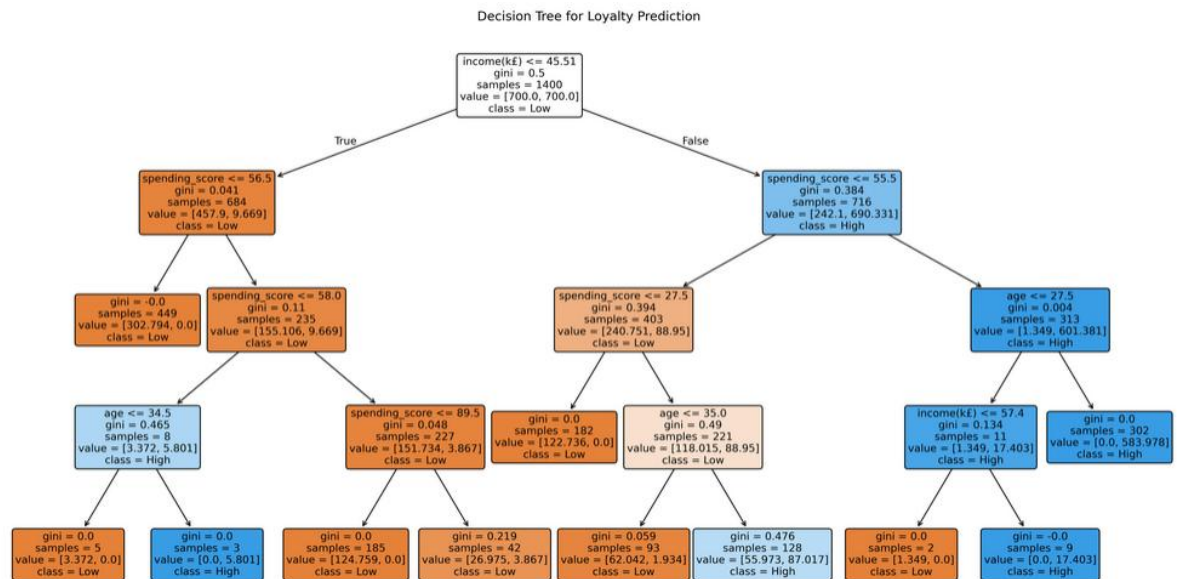 Decision Tree for Loyalty Prediction
income(k£) <= 45.51
gini = 0.5
samples = 1400
value = [700.0, 700.0]
class = Low
True
False
spending_score <= 56.5
gini = 0.041
samples = 684
value = [457.9, 9.669]
class = Low
spending_score <= 55.5
gini = 0.384
samples = 716
value = [242.1, 690.331]
class = High
gini = -0.0
samples = 449
value = [302.794, 0.0]
class = Low
spending_score <= 58.0
gini = 0.11
samples = 235
value = [155.106, 9.669]
class = Low
spending_score <= 27.5
gini = 0.394
samples = 403
value = [240.751, 88.95]
class = Low
age <= 27.5
gini = 0.004
samples = 313
value = [1.349, 601.381]
class = High
age <= 34.5
gini = 0.465
samples = 8
value = [3.372, 5.801]
class = High
spending_score <= 89.5
gini = 0.048
samples = 227
value = [151.734, 3.867]
class = Low
gini = 0.0
samples = 182
value = [122.736, 0.0]
class = Low
age <= 35.0
gini = 0.49
samples = 221
value = [118.015, 88.95]
class = Low
income(k£) <= 57.4
gini = 0.134
samples = 11
value = [1.349, 17.403]
class = High
gini = 0.0
samples = 302
value = [0.0, 583.978]
class = High
gini = 0.0
samples = 5
value = [3.372, 0.0]
class = Low
gini = 0.0
samples = 3
value = [0.0, 5.801]
class = High
gini = 0.0
samples = 185
value = [124.759, 0.0]
class = Low
gini = 0.219
samples = 42
value = [26.975, 3.867]
class = Low
gini = 0.059
samples = 93
value = [62.042, 1.934]
class = Low
gini = 0.476
samples = 128
value = [55.973, 87.017]
class = High
gini = 0.0
samples = 2
value = [1.349, 0.0]
class = Low
gini = -0.0
samples = 9
value = [0.0, 17.403]
class = High